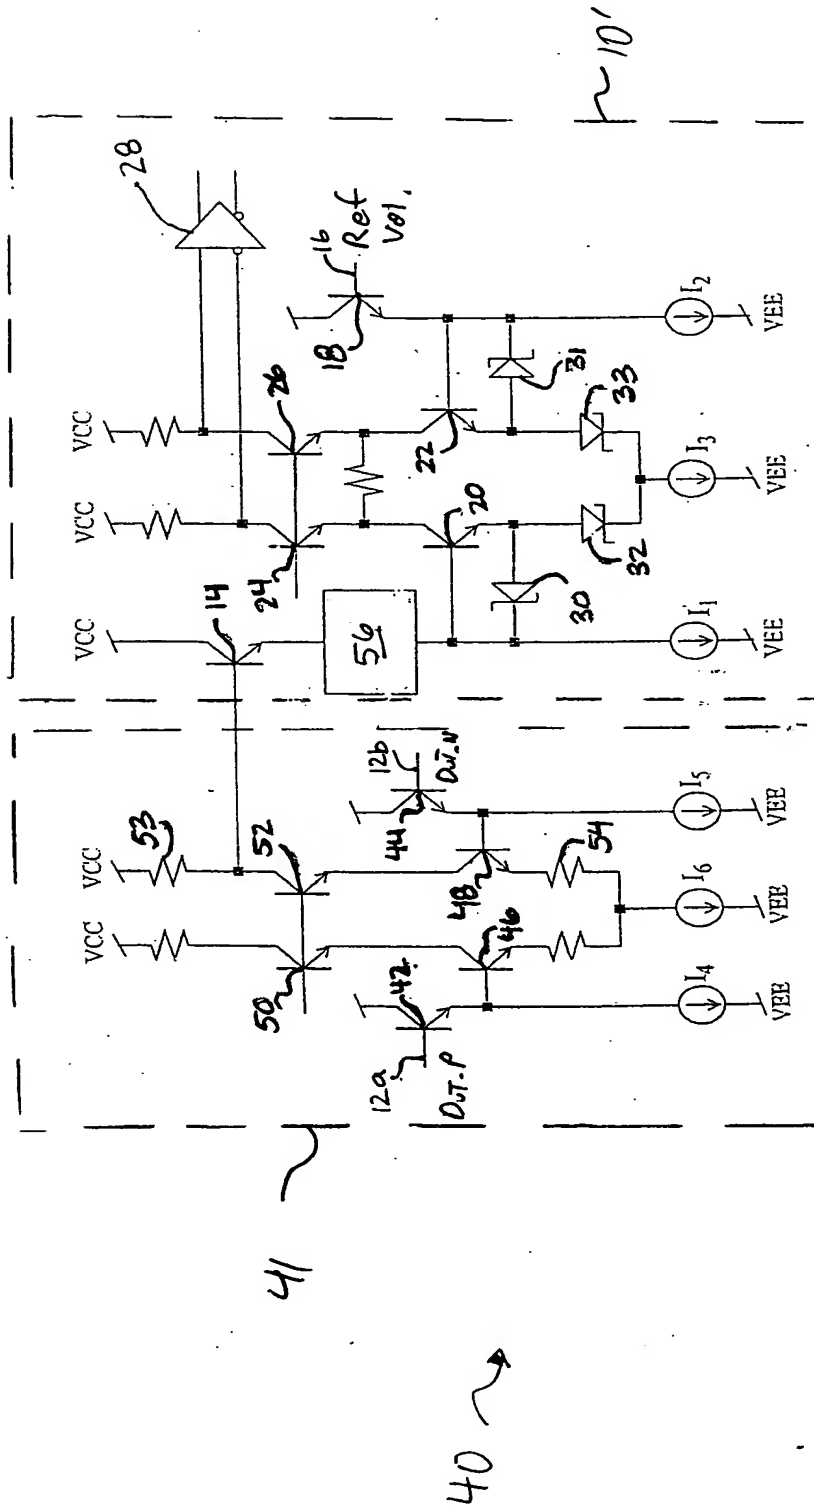 10'
28
16
Ref
Vol.
18
VCC
26
22
31
33
I2
VEE
VCC
24
20
32
I3
VEE
VCC
14
56
30
I1
VEE
12b
DUT-N
44
I5
VEE
VCC
53
52
48
54
I6
VEE
VCC
50
46
42
I4
VEE
12a
DUT-P
41
40